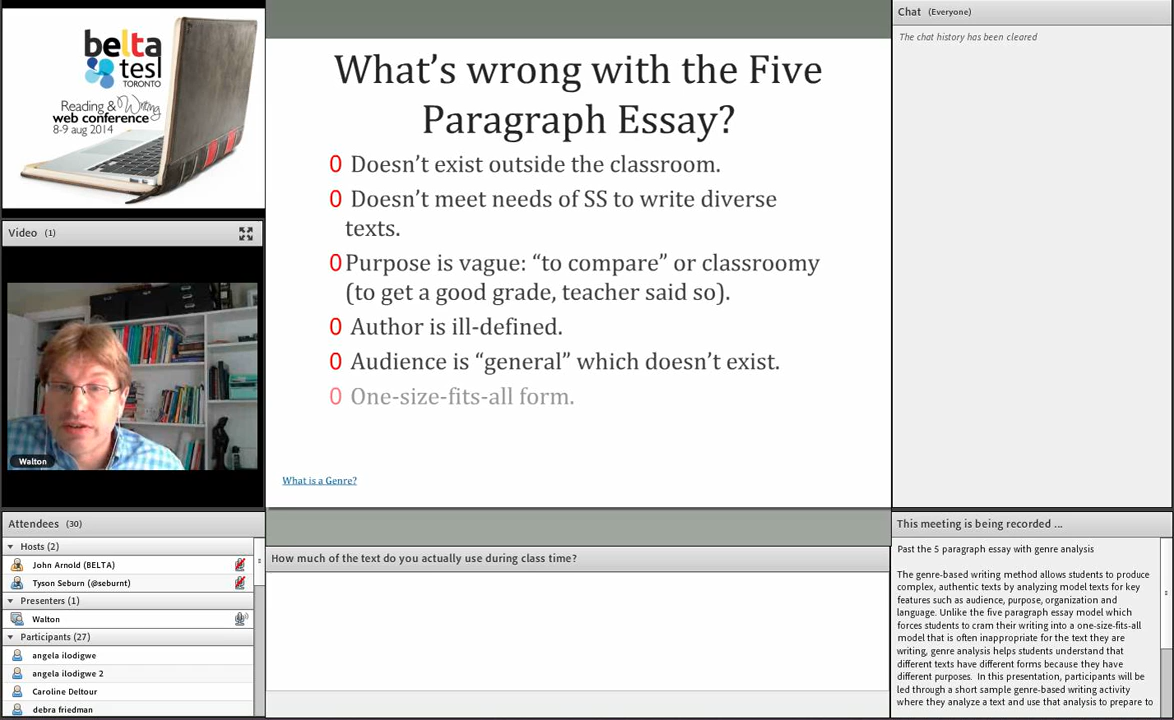 belta
tesl
TORONTO
Reading & Writing
web conference
8-9 aug 2014
Video (1)
Walton
Attendees (30)
Hosts (2)
John Arnold (BELTA)
Tyson Seburn (@seburnt)
Presenters (1)
Walton
Participants (27)
angela ilodigwe
angela ilodigwe 2
Caroline Deltour
debra friedman
What’s wrong with the Five
Paragraph Essay?
0 Doesn’t exist outside the classroom.
0 Doesn’t meet needs of SS to write diverse
texts.
0 Purpose is vague: “to compare” or classroomy
(to get a good grade, teacher said so).
0 Author is ill-defined.
0 Audience is “general” which doesn’t exist.
0 One-size-fits-all form.
What is a Genre?
How much of the text do you actually use during class time?
Chat (Everyone)
The chat history has been cleared
This meeting is being recorded ...
Past the 5 paragraph essay with genre analysis
The genre-based writing method allows students to produce
complex, authentic texts by analyzing model texts for key
features such as audience, purpose, organization and
language. Unlike the five paragraph essay model which
forces students to cram their writing into a one-size-fits-all
model that is often inappropriate for the text they are
writing, genre analysis helps students understand that
different texts have different forms because they have
different purposes. In this presentation, participants will be
led through a short sample genre-based writing activity
where they analyze a text and use that analysis to prepare to